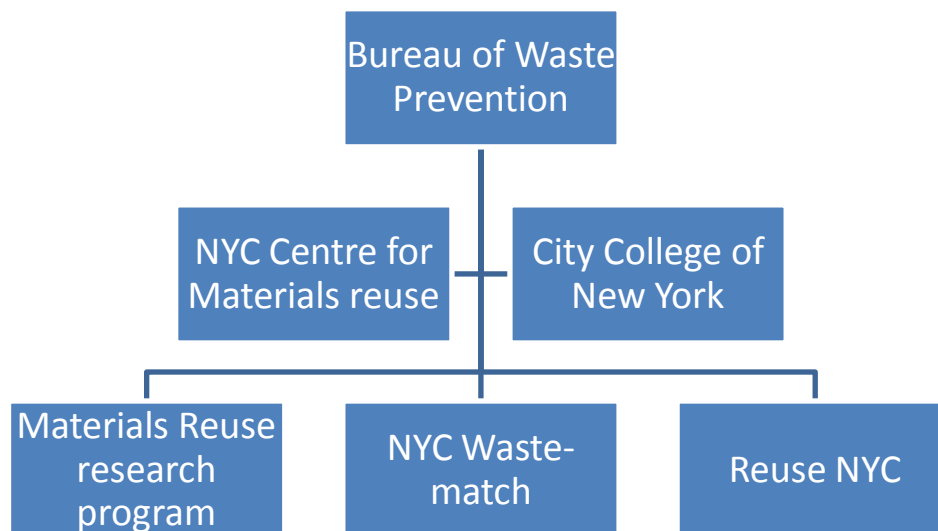 Bureau of Waste
Prevention
NYC Centre for
Materials reuse
City College of
New York
Materials Reuse
research
program
NYC Waste-
match
Reuse NYC